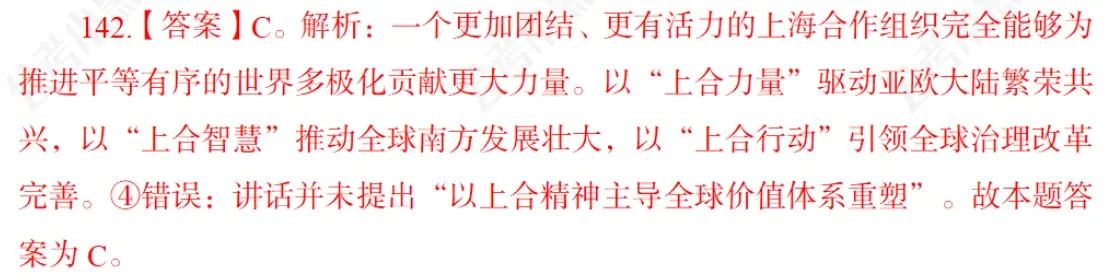 142.【答案】C。解析：一个更加团结、更有活力的上海合作组织完全能够为
推进平等有序的世界多极化贡献更大力量。以“上合力量”驱动亚欧大陆繁荣共
兴，以“上合智慧”推动全球南方发展壮大，以“上合行动”引领全球治理改革
完善。④错误：讲话并未提出“以上合精神主导全球价值体系重塑”。故本题答
案为 C。